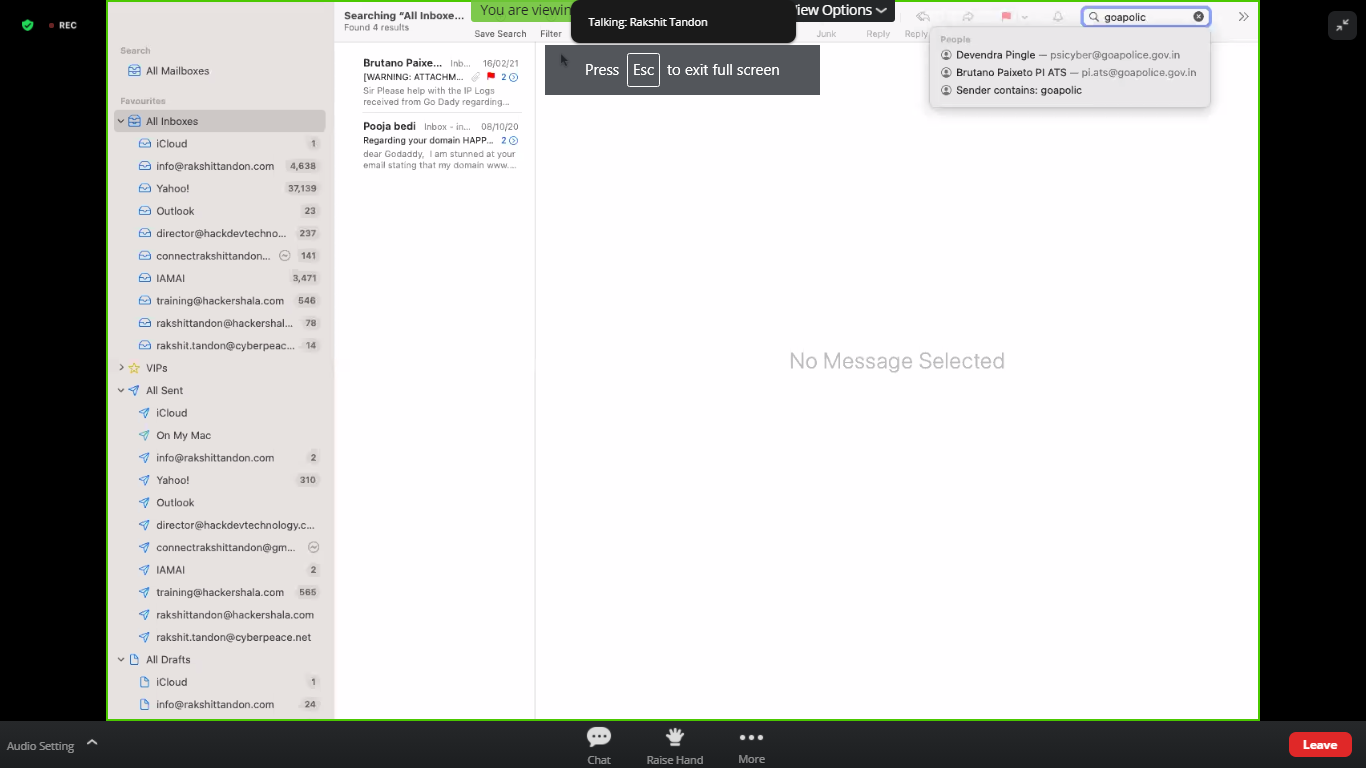 REC
You are viewin
Talking: Rakshit Tandon
View Options
Searching “All Inboxe...
Found 4 results
Save Search
Filter
Junk
Reply
Reply
goapolic
Press Esc to exit full screen
People
Devendra Pingle — psicyber@goapolice.gov.in
Brutano Paixeto PI ATS — pi.ats@goapolice.gov.in
Sender contains: goapolic
Search
All Mailboxes
Favourites
All Inboxes
iCloud 1
info@rakshittandon.com 4,638
Yahoo! 37,139
Outlook 23
director@hackdevtechno... 237
connectrakshittandon... 141
IAMAI 3,471
training@hackershala.com 546
rakshittandon@hackershal... 78
rakshit.tandon@cyberpeac... 14
VIPs
All Sent
iCloud
On My Mac
info@rakshittandon.com 2
Yahoo! 310
Outlook
director@hackdevtechnology.c...
connectrakshittandon@gm...
IAMAI 2
training@hackershala.com 565
rakshittandon@hackershala.com
rakshit.tandon@cyberpeace.net
All Drafts
iCloud 1
info@rakshittandon.com 24
Brutano Paixe... Inb... 16/02/21
[WARNING: ATTACHM... 2
Sir Please help with the IP Logs
received from Go Dady regarding...
Pooja bedi Inbox - in... 08/10/20
Regarding your domain HAPP... 2
dear Godaddy, I am stunned at your
email stating that my domain www....
No Message Selected
Audio Setting
Chat
Raise Hand
More
Leave